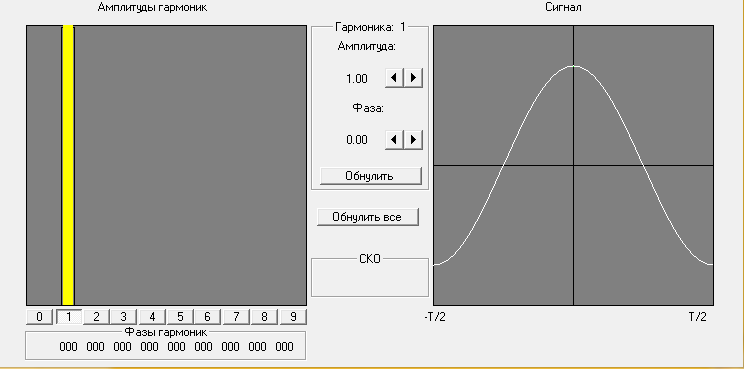 Амплитуды гармоник
Сигнал
Гармоника: 1
Амплитуда:
1.00
Фаза:
0.00
Обнулить
Обнулить все
СКО
0 1 2 3 4 5 6 7 8 9
-T/2 T/2
Фазы гармоник
000 000 000 000 000 000 000 000 000